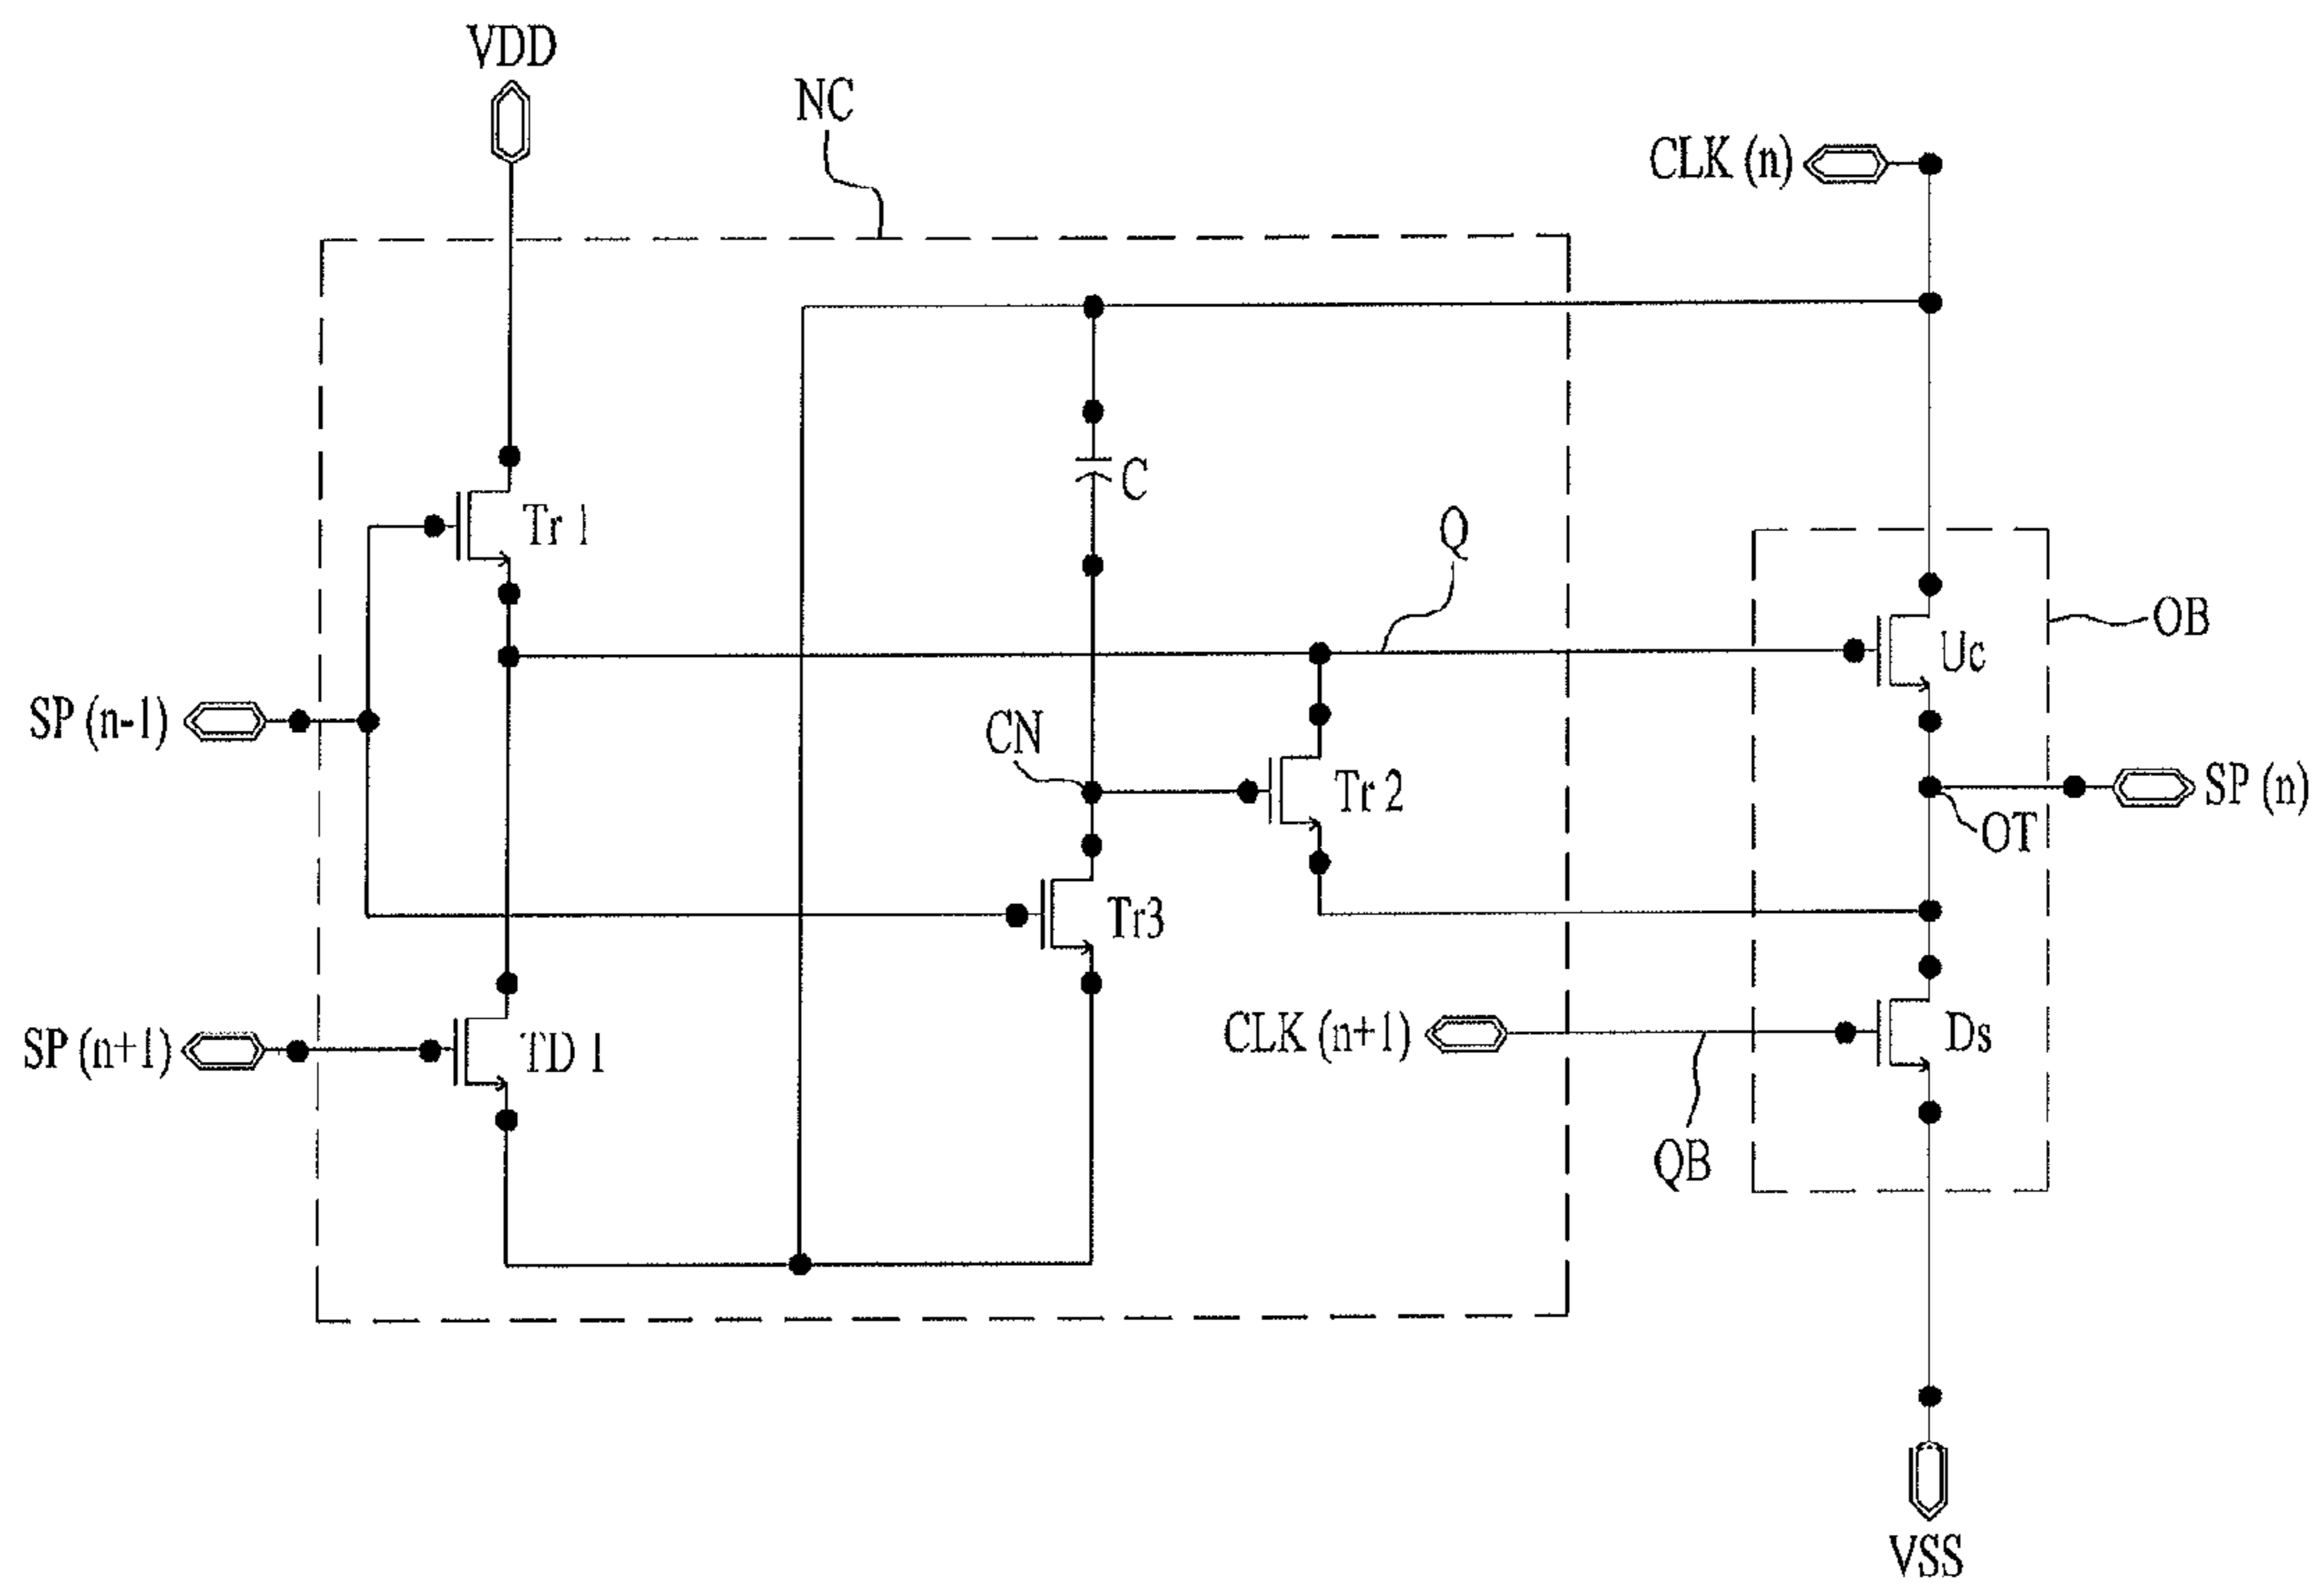 VDD
NC
CLK (n)
Tr 1
C
Q
OB
Uc
SP (n-1)
CN
Tr 2
SP (n)
OT
Tr3
SP (n+1)
TD 1
CLK (n+1)
Ds
QB
VSS